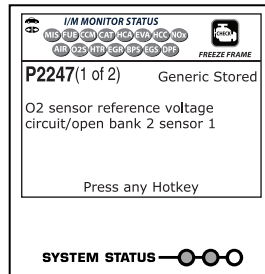 I/M MONITOR STATUS
MIS FUE CCM CAT HCA EVA HCC NOx
AIR O2S HTR EGR BPS EGS DPF
CHECK
FREEZE FRAME
P2247(1 of 2) Generic Stored
O2 sensor reference voltage
circuit/open bank 2 sensor 1
Press any Hotkey
SYSTEM STATUS